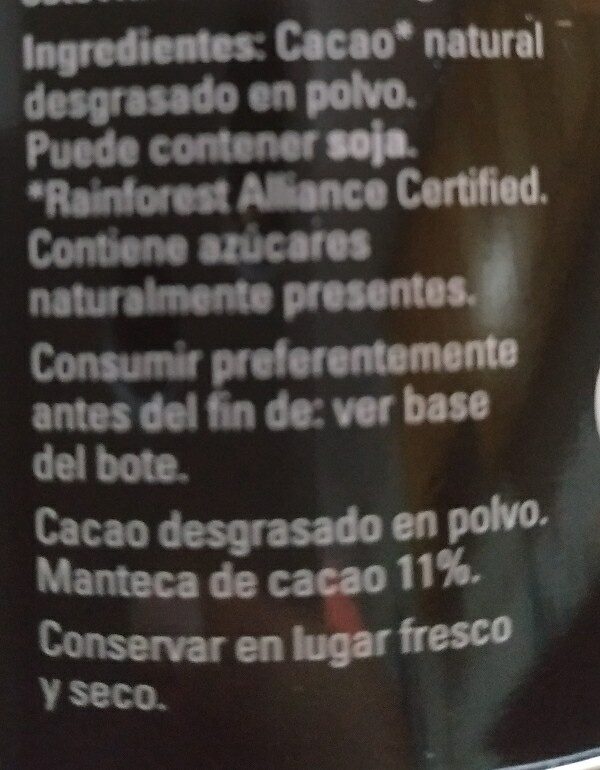 Ingredientes: Cacao* natural
desgrasado en polvo.
Puede contener soja.
*Rainforest Alliance Certified.
Contiene azúcares
naturalmente presentes.
Consumir preferentemente
antes del fin de: ver base
del bote.
Cacao desgrasado en polvo.
Manteca de cacao 11%.
Conservar en lugar fresco
y seco.